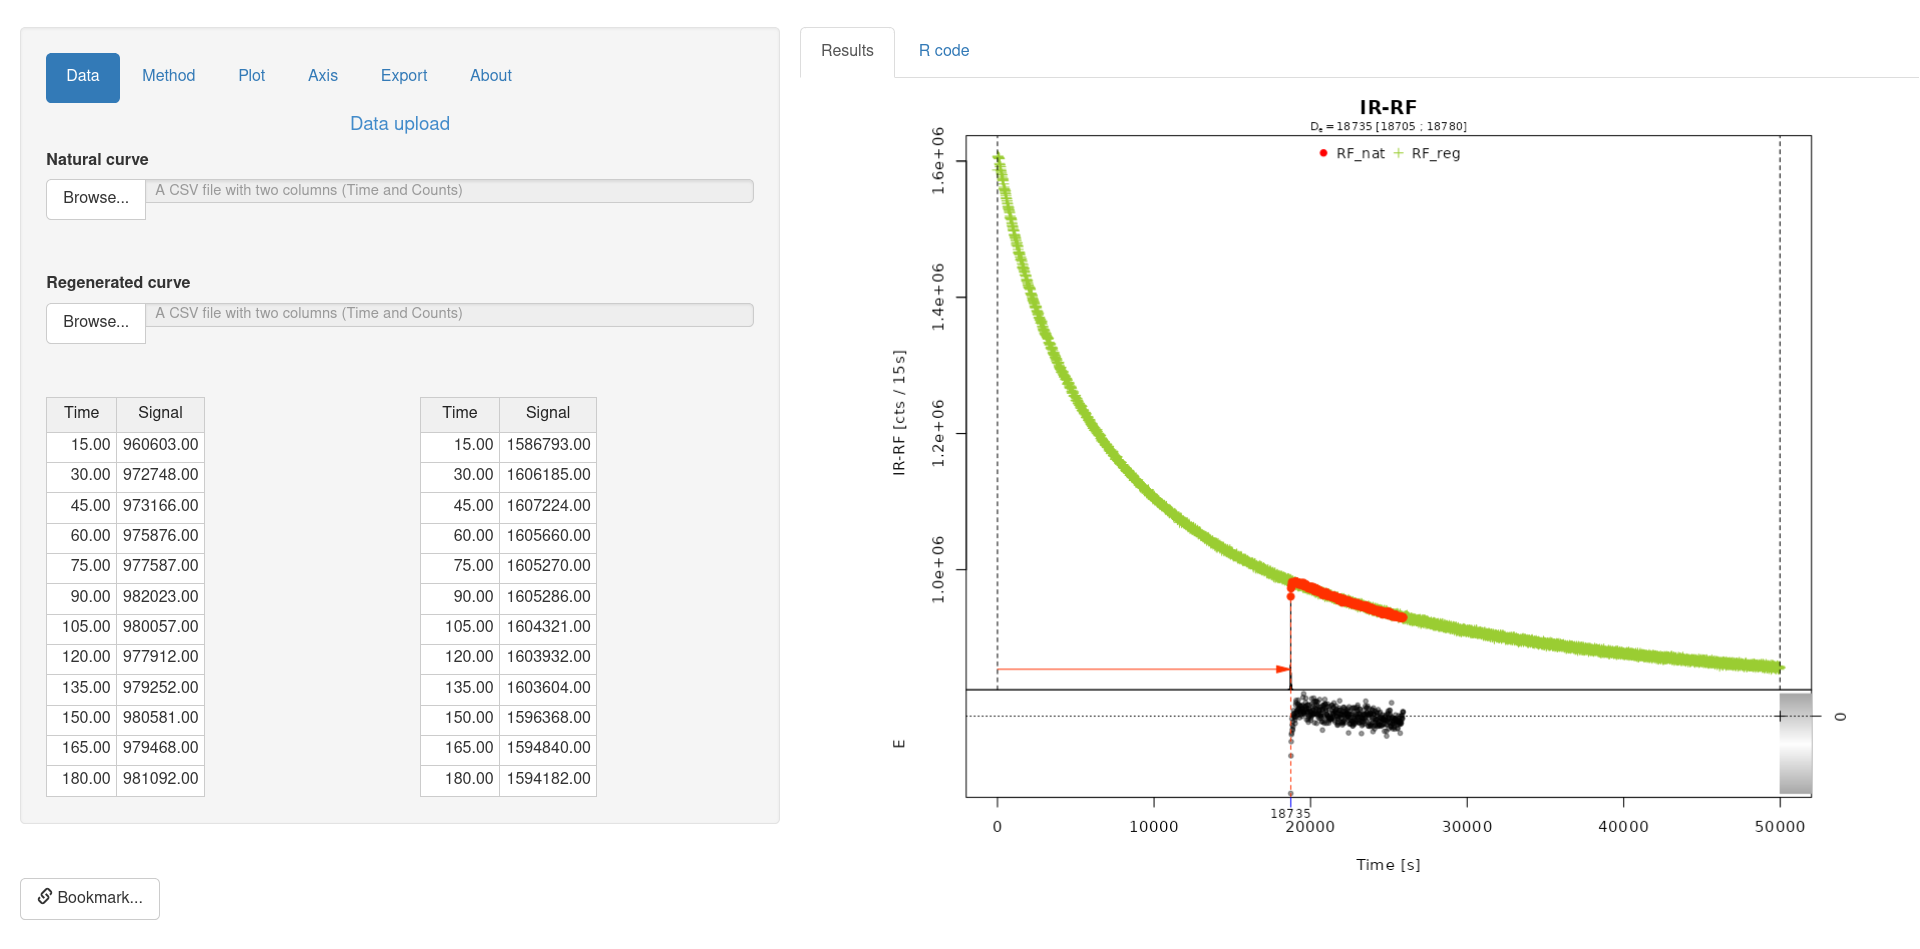 Data Method Plot Axis Export About
Data upload
Natural curve
Browse... A CSV file with two columns (Time and Counts)
Regenerated curve
Browse... A CSV file with two columns (Time and Counts)
Time Signal
15.00 960603.00
30.00 972748.00
45.00 973166.00
60.00 975876.00
75.00 977587.00
90.00 982023.00
105.00 980057.00
120.00 977912.00
135.00 979252.00
150.00 980581.00
165.00 979468.00
180.00 981092.00
Time Signal
15.00 1586793.00
30.00 1606185.00
45.00 1607224.00
60.00 1605660.00
75.00 1605270.00
90.00 1605286.00
105.00 1604321.00
120.00 1603932.00
135.00 1603604.00
150.00 1596368.00
165.00 1594840.00
180.00 1594182.00
Bookmark...
Results R code
IR-RF
Dₑ = 18735 [18705 ; 18780]
RF_nat RF_reg
IR-RF [cts / 15s]
1.6e+06
1.4e+06
1.2e+06
1.0e+06
E
0
18735
0 10000 20000 30000 40000 50000
Time [s]